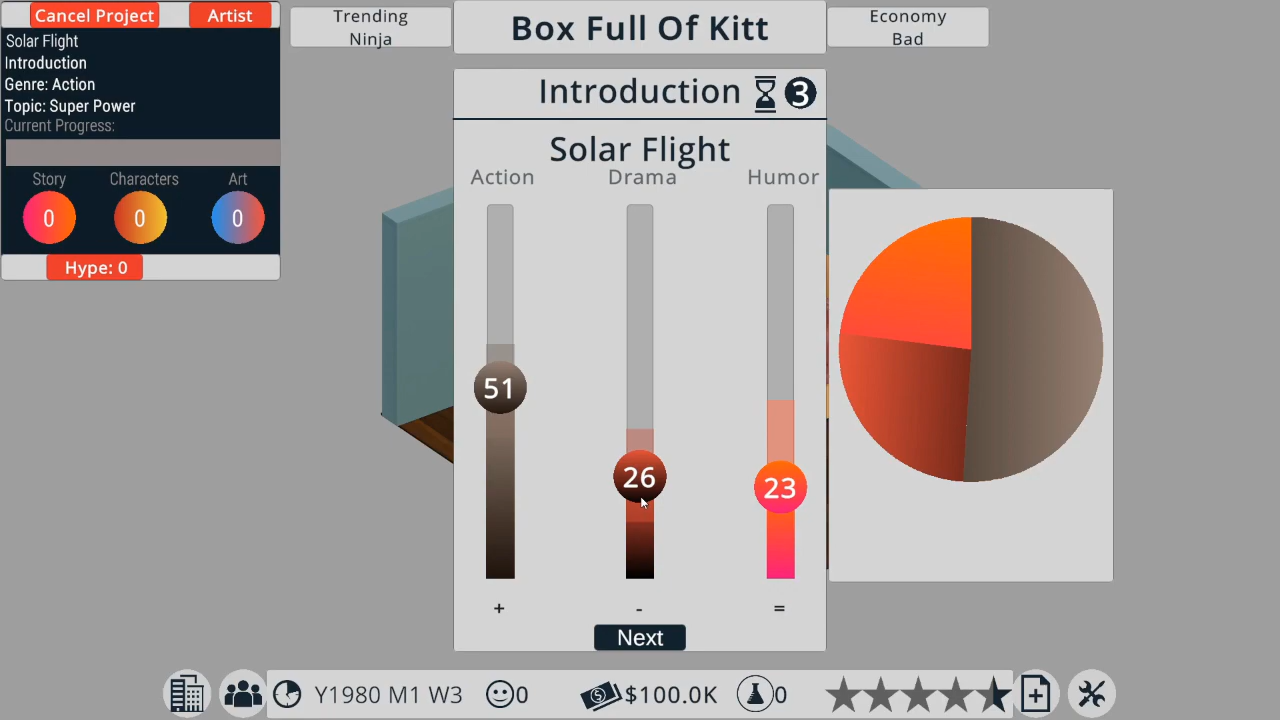 Cancel Project
Artist
Solar Flight
Introduction
Genre: Action
Topic: Super Power
Current Progress:
Story
Characters
Art
0
0
0
Hype: 0
Trending
Ninja
Box Full Of Kitt
Economy
Bad
Introduction
3
Solar Flight
Action
Drama
Humor
51
26
23
+
-
=
Next
Y1980 M1 W3
0
$100.0K
0